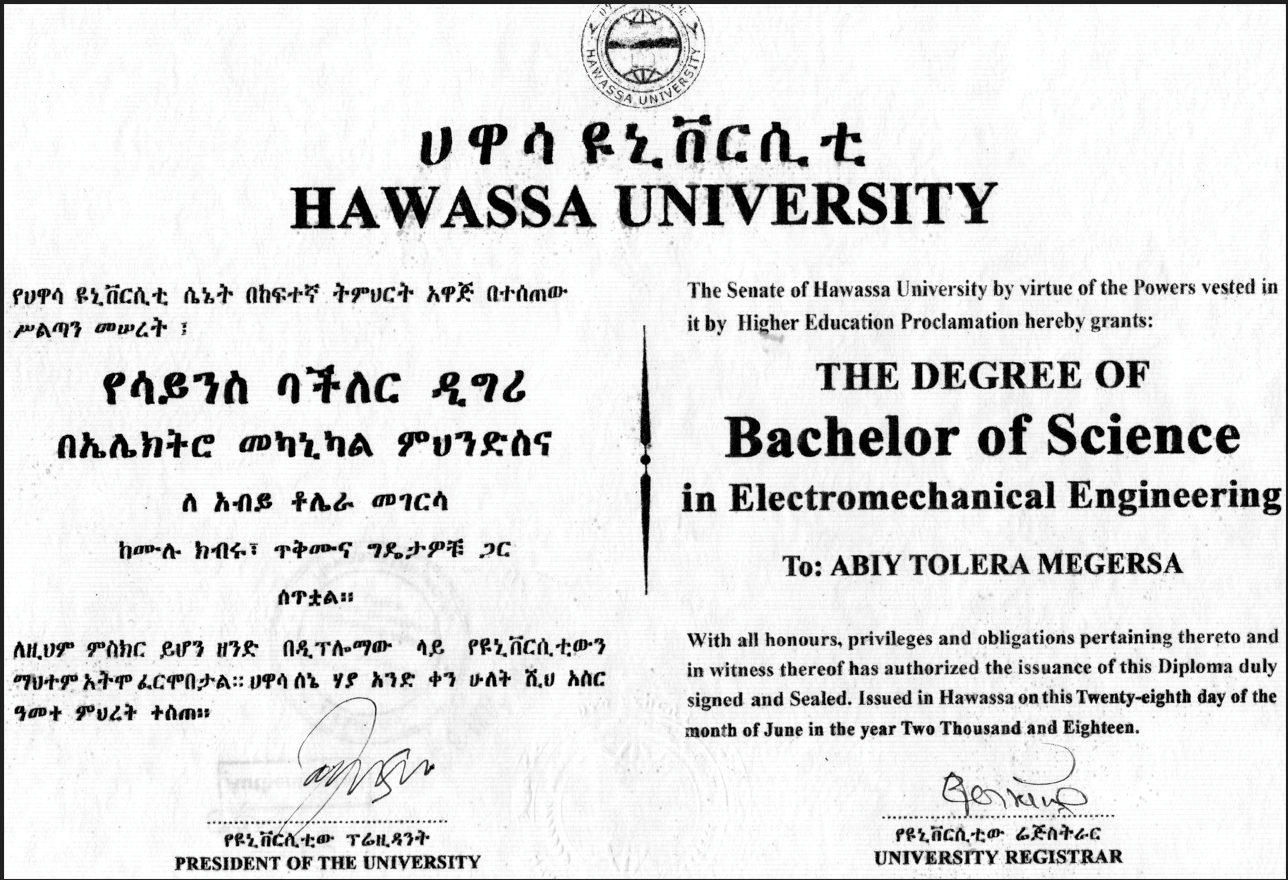 HAWASSA UNIVERSITY
ሀዋሳ ዩኒቨርሲቲ
HAWASSA UNIVERSITY
የሀዋሳ ዩኒቨርሲቲ ሴኔት በከፍተኛ ትምህርት አዋጅ በተሰጠው
ሥልጣን መሠረት ፤
የሳይንስ ባችለር ዲግሪ
በኤሌክትሮ መካኒካል ምህንድስና
ለ አብይ ቶሌራ መገርሳ
ከሙሉ ክብሩ፣ ጥቅሙና ግዴታዎቹ ጋር
ሰጥቷል፡፡
ለዚህም ምስክር ይሆን ዘንድ በዲፕሎማው ላይ የዩኒቨርሲቲውን
ማህተም አትሞ ፈርሞበታል፡፡ ሀዋሳ ሰኔ ሃያ አንድ ቀን ሁለት ሺህ አስር
ዓመተ ምህረት ተሰጠ፡፡
የዩኒቨርሲቲው ፕሬዚዳንት
PRESIDENT OF THE UNIVERSITY
The Senate of Hawassa University by virtue of the Powers vested in
it by Higher Education Proclamation hereby grants:
THE DEGREE OF
Bachelor of Science
in Electromechanical Engineering
To: ABIY TOLERA MEGERSA
With all honours, privileges and obligations pertaining thereto and
in witness thereof has authorized the issuance of this Diploma duly
signed and Sealed. Issued in Hawassa on this Twenty-eighth day of the
month of June in the year Two Thousand and Eighteen.
የዩኒቨርሲቲው ሬጅስትራር
UNIVERSITY REGISTRAR